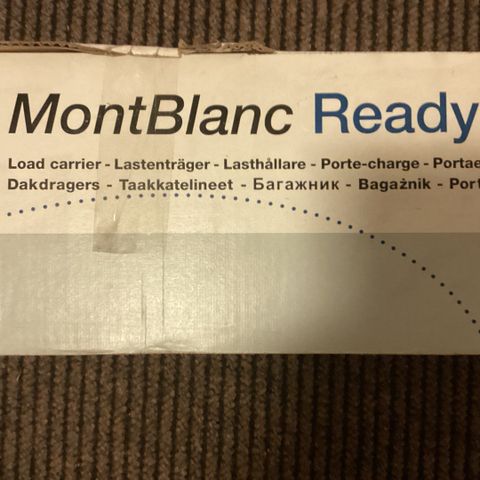 MontBlanc Ready
Load carrier - Lastenträger - Lasthållare - Porte-charge - Portae
Dakdragers - Taakkatelineet - Багажник - Bagażnik - Port